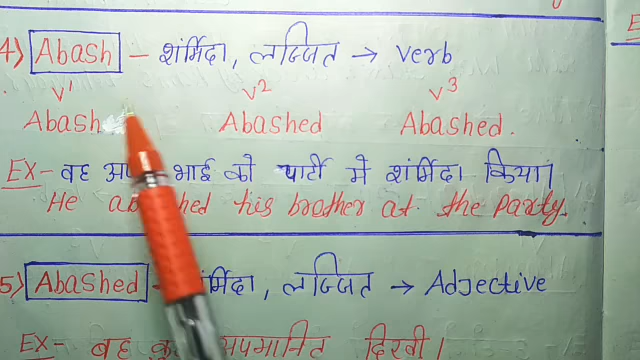 4) Abash – शर्मिंदा, लज्जित → verb
V¹ V² V³
Abash Abashed Abashed.
EX- वह भाई को पार्टी मे शर्मिंदा किया।
He his brother at the Party.
5) Abashed लज्जित → Adjective
EX- वह दिखी।